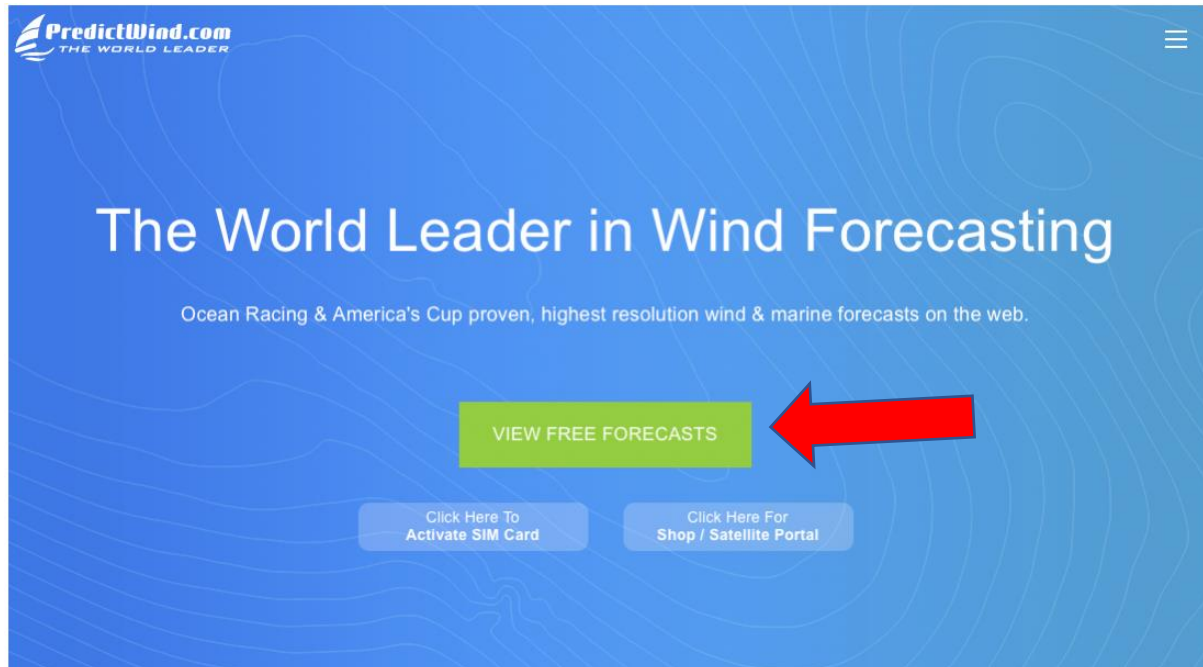 PredictWind.com
THE WORLD LEADER
The World Leader in Wind Forecasting
Ocean Racing & America's Cup proven, highest resolution wind & marine forecasts on the web.
VIEW FREE FORECASTS
Click Here To
Activate SIM Card
Click Here For
Shop / Satellite Portal